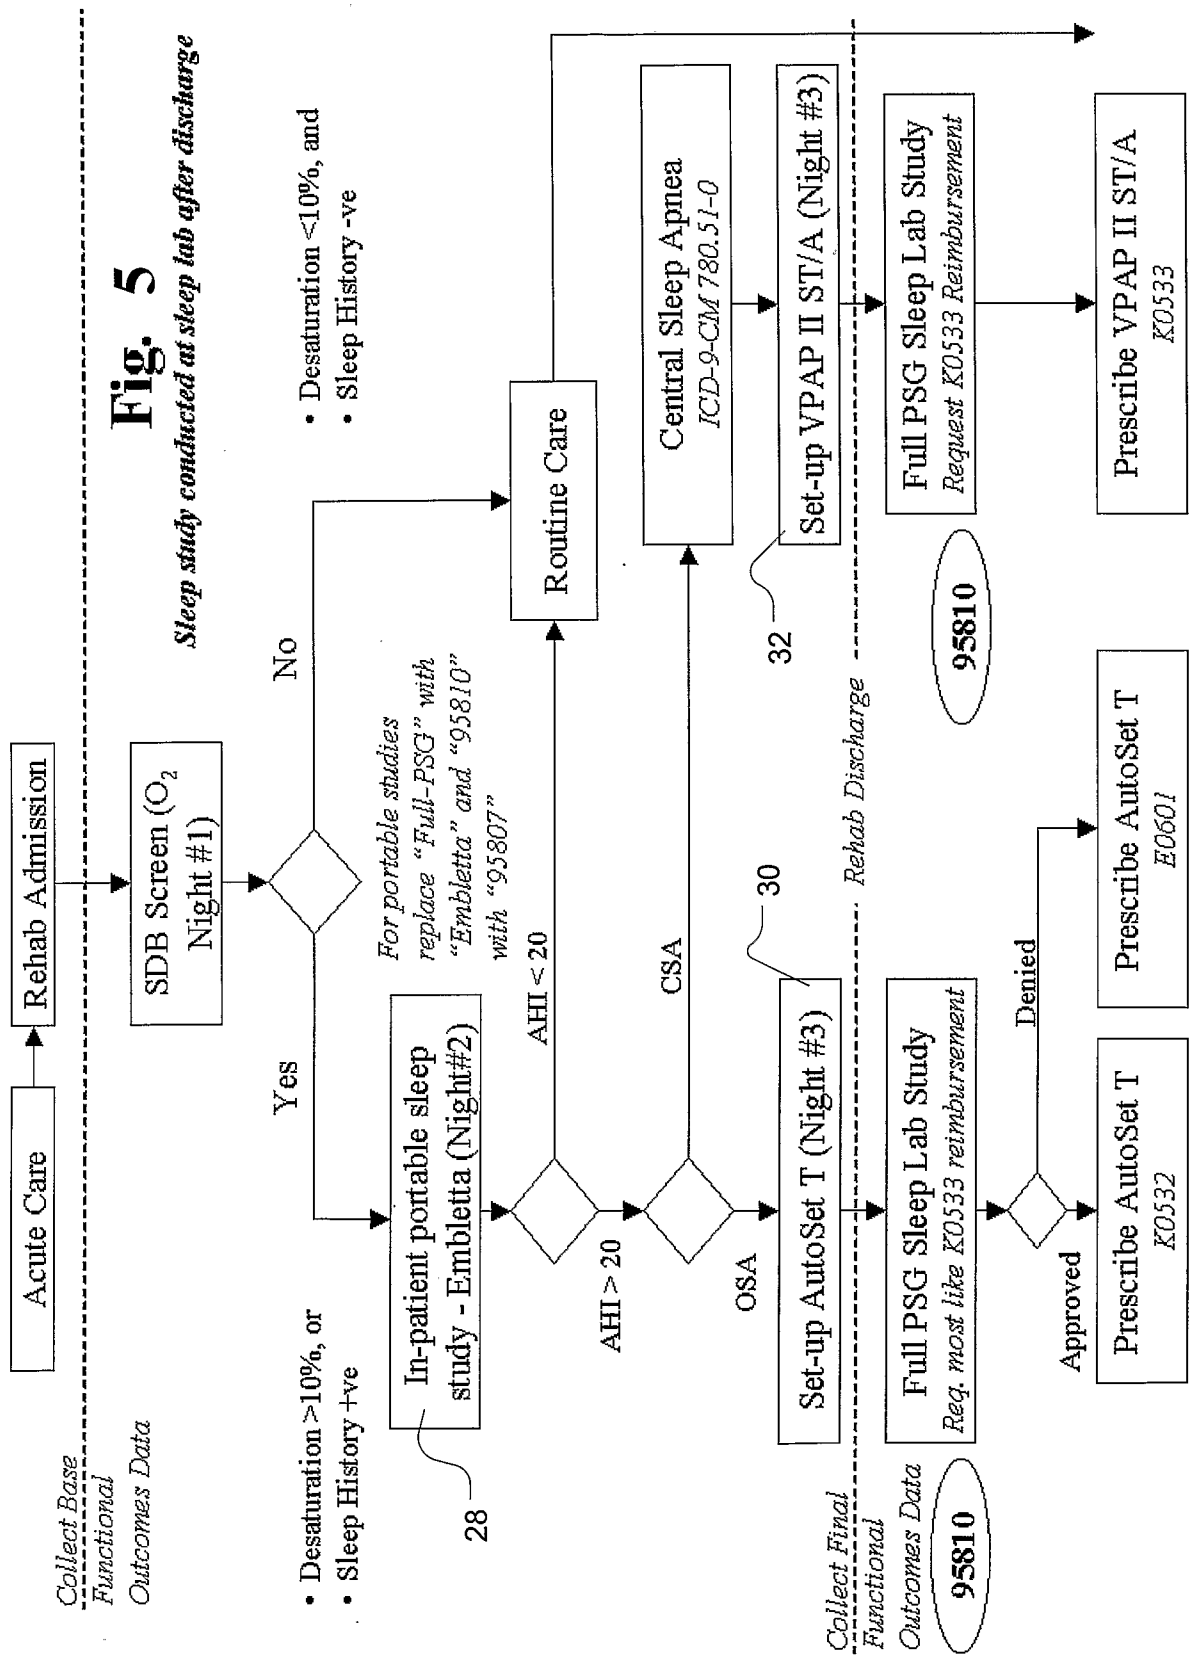 Fig. 5
Sleep study conducted at sleep lab after discharge
Acute Care
Rehab Admission
Collect Base
Functional
Outcomes Data
SDB Screen (O2
Night #1)
Yes
No
• Desaturation >10%, or
• Sleep History +ve
• Desaturation <10%, and
• Sleep History -ve
In-patient portable sleep
study - Embletta (Night#2)
28
For portable studies
replace “Full-PSG” with
“Embletta” and “95810”
with “95807”
AHI < 20
Routine Care
AHI > 20
CSA
Central Sleep Apnea
ICD-9-CM 780.51-0
OSA
Set-up AutoSet T (Night #3)
30
Set-up VPAP II ST/A (Night #3)
32
Collect Final
Functional
Outcomes Data
Rehab Discharge
95810
Full PSG Sleep Lab Study
Req. most like K0533 reimbursement
95810
Full PSG Sleep Lab Study
Request K0533 Reimbursement
Approved
Denied
Prescribe AutoSet T
K0532
Prescribe AutoSet T
E0601
Prescribe VPAP II ST/A
K0533